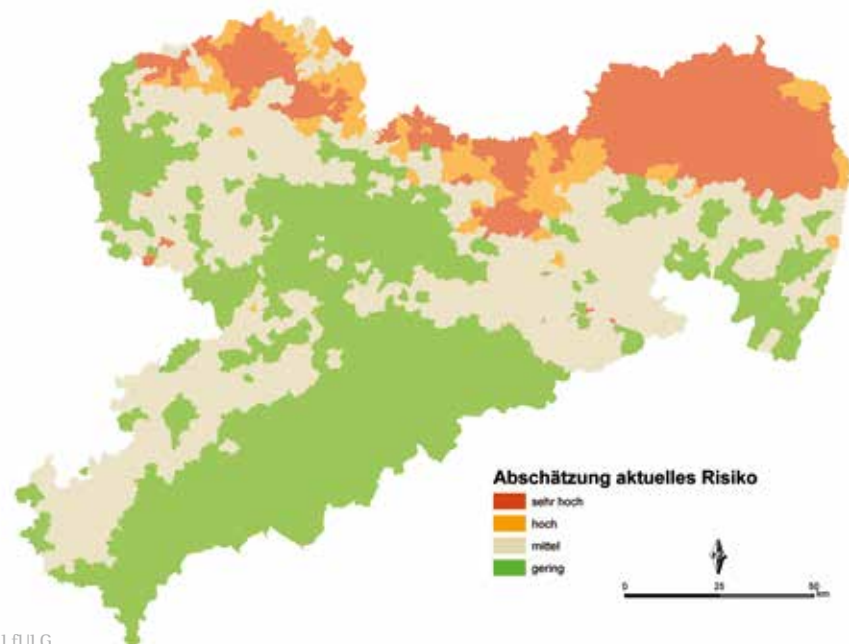 Abschätzung aktuelles Risiko
sehr hoch
hoch
mittel
gering
0 25 50
km